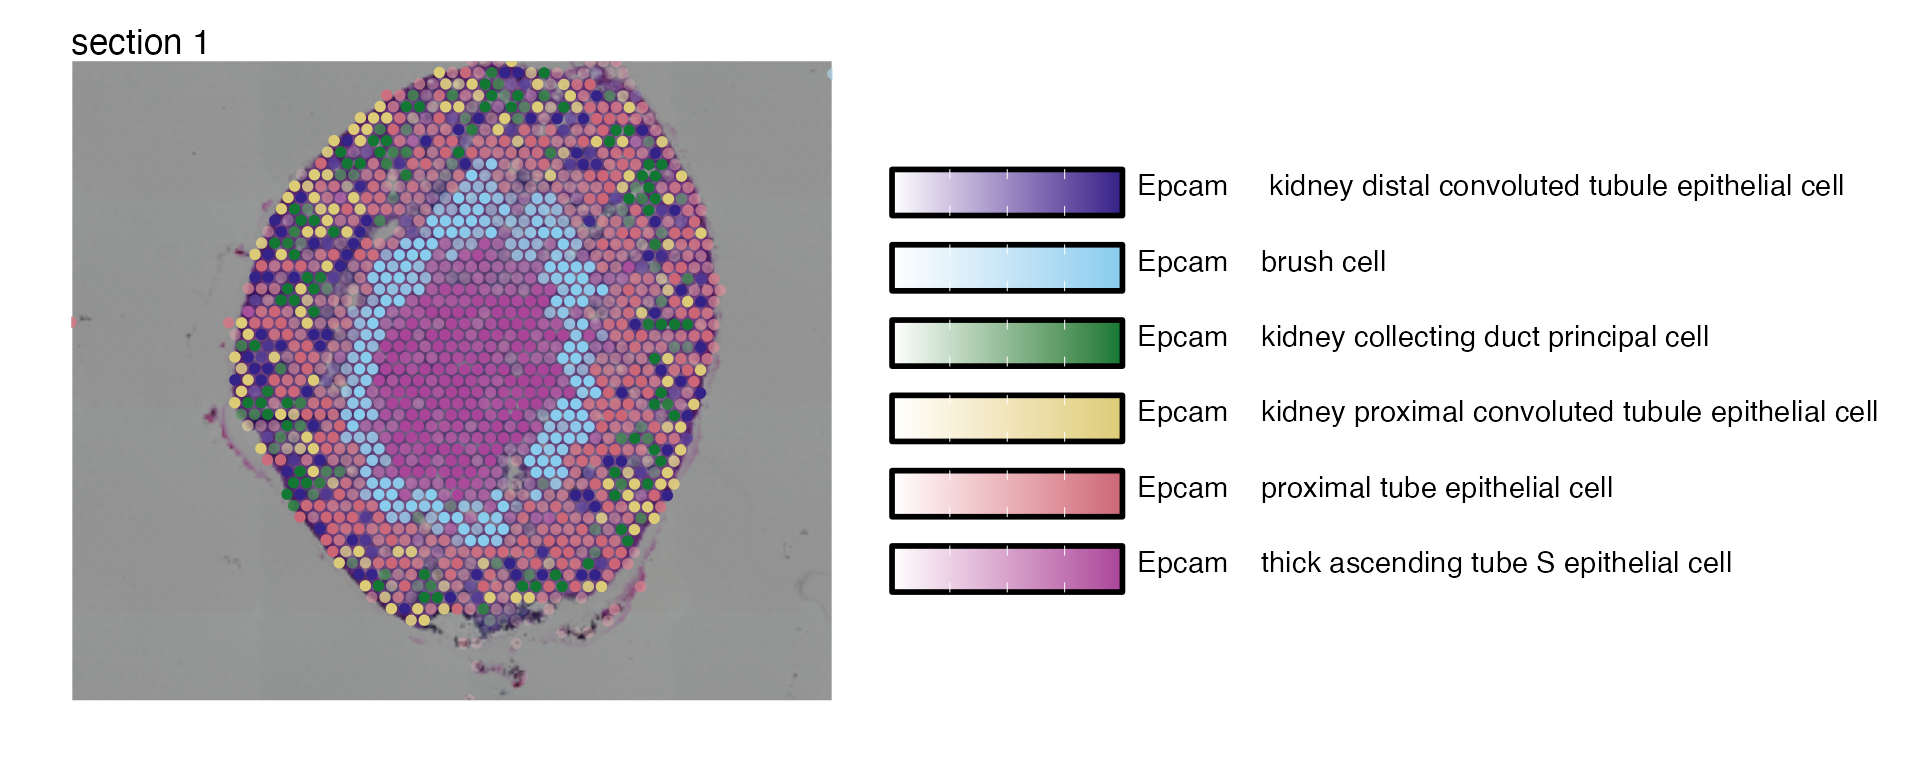 section 1
Epcam kidney distal convoluted tubule epithelial cell
Epcam brush cell
Epcam kidney collecting duct principal cell
Epcam kidney proximal convoluted tubule epithelial cell
Epcam proximal tube epithelial cell
Epcam thick ascending tube S epithelial cell